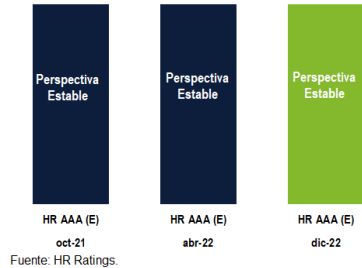 Perspectiva Estable
Perspectiva Estable
Perspectiva Estable
HR AAA (E)
HR AAA (E)
HR AAA (E)
oct-21
abr-22
dic-22
Fuente: HR Ratings.